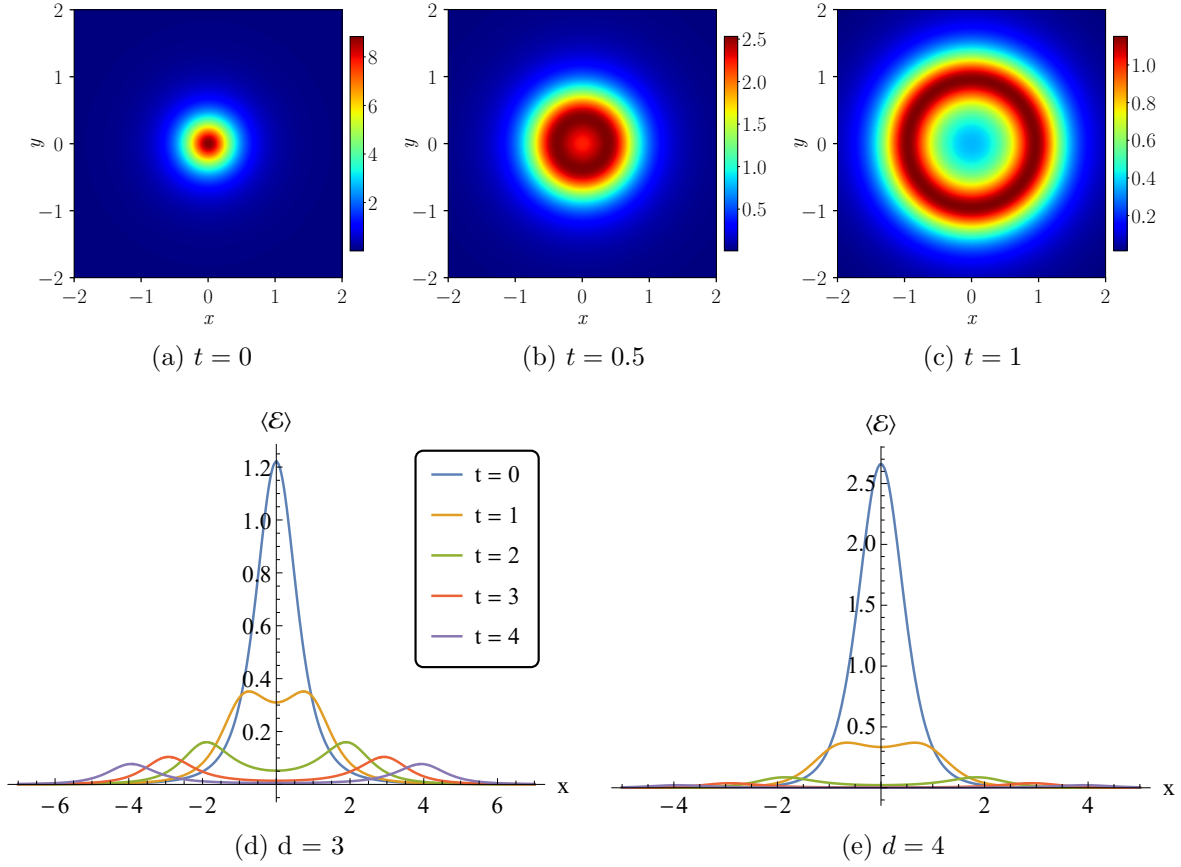 2
1
0
−1
−2
y
−2 −1 0 1 2
x
8
6
4
2
(a) t = 0
2
1
0
−1
−2
y
−2 −1 0 1 2
x
2.5
2.0
1.5
1.0
0.5
(b) t = 0.5
2
1
0
−1
−2
y
−2 −1 0 1 2
x
1.0
0.8
0.6
0.4
0.2
(c) t = 1
⟨ℰ⟩
1.2
1.0
0.8
0.6
0.4
0.2
−6 −4 −2 2 4 6 x
t = 0
t = 1
t = 2
t = 3
t = 4
(d) d = 3
⟨ℰ⟩
2.5
2.0
1.5
1.0
0.5
−4 −2 2 4 x
(e) d = 4